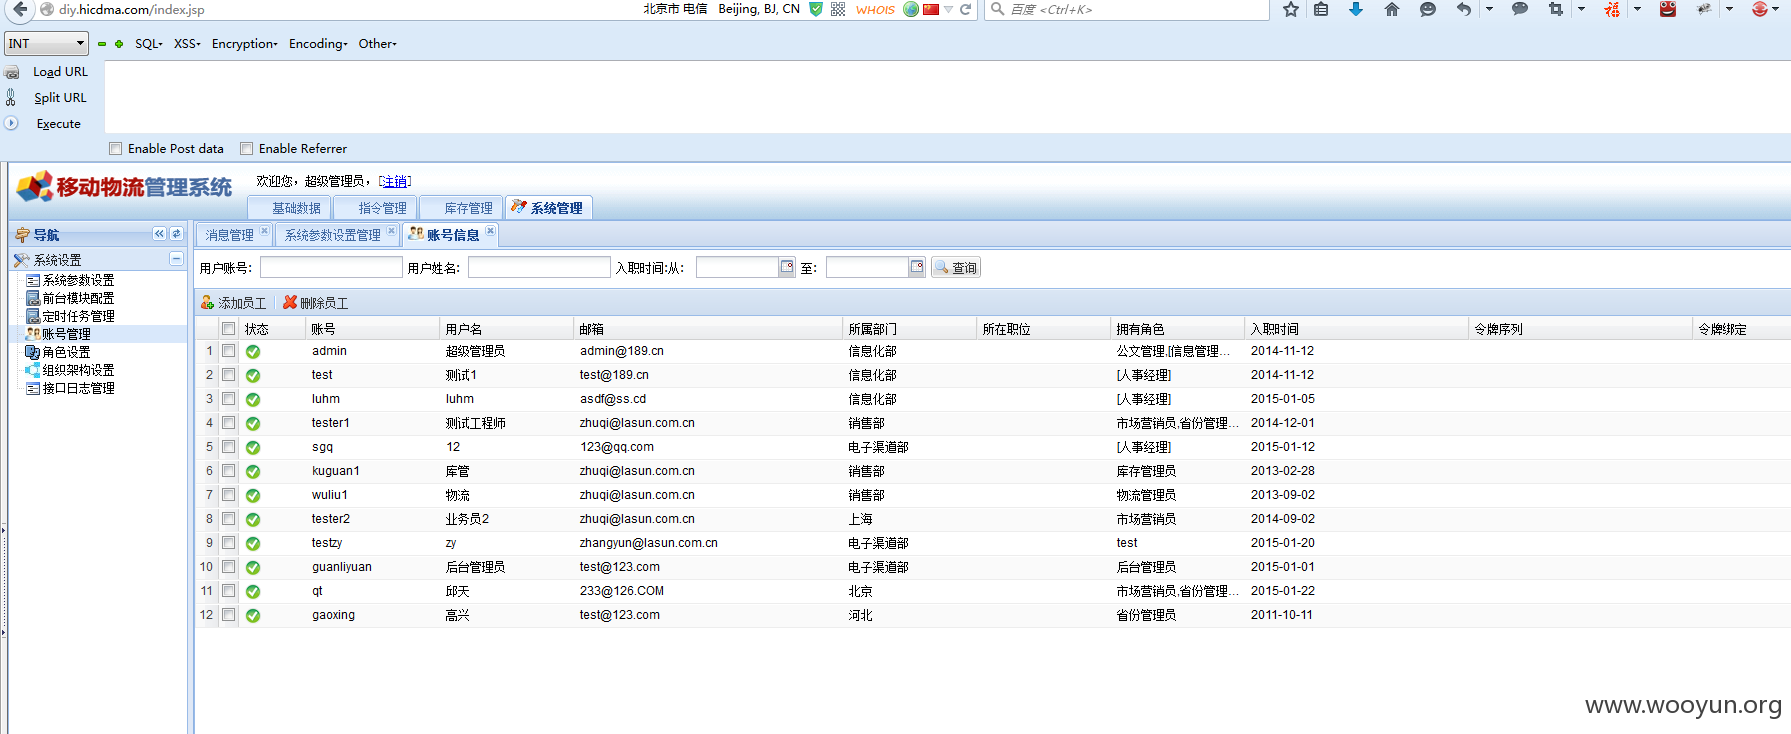 diy.hicdma.com/index.jsp 北京市 电信 Beijing, BJ, CN WHOIS 百度 <Ctrl+K> 福
INT SQL XSS Encryption Encoding Other
Load URL
Split URL
Execute
Enable Post data Enable Referrer
移动物流管理系统 欢迎您，超级管理员， [注销]
基础数据 指令管理 库存管理 系统管理
导航 消息管理 系统参数设置管理 账号信息
系统设置 用户账号: 用户姓名: 入职时间:从: 至: 查询
系统参数设置
前台模块配置
定时任务管理
账号管理
角色设置
组织架构设置
接口日志管理
添加员工 删除员工
状态 账号 用户名 邮箱 所属部门 所在职位 拥有角色 入职时间 令牌序列 令牌绑定
1 admin 超级管理员 admin@189.cn 信息化部 公文管理,[信息管理... 2014-11-12
2 test 测试1 test@189.cn 信息化部 [人事经理] 2014-11-12
3 luhm luhm asdf@ss.cd 信息化部 [人事经理] 2015-01-05
4 tester1 测试工程师 zhuqi@lasun.com.cn 销售部 市场营销员,省份管理... 2014-12-01
5 sgq 12 123@qq.com 电子渠道部 [人事经理] 2015-01-12
6 kuguan1 库管 zhuqi@lasun.com.cn 销售部 库存管理员 2013-02-28
7 wuliu1 物流 zhuqi@lasun.com.cn 销售部 物流管理员 2013-09-02
8 tester2 业务员2 zhuqi@lasun.com.cn 上海 市场营销员 2014-09-02
9 testzy zy zhangyun@lasun.com.cn 电子渠道部 test 2015-01-20
10 guanliyuan 后台管理员 test@123.com 电子渠道部 后台管理员 2015-01-01
11 qt 邱天 233@126.COM 北京 市场营销员,省份管理... 2015-01-22
12 gaoxing 高兴 test@123.com 河北 省份管理员 2011-10-11
www.wooyun.org